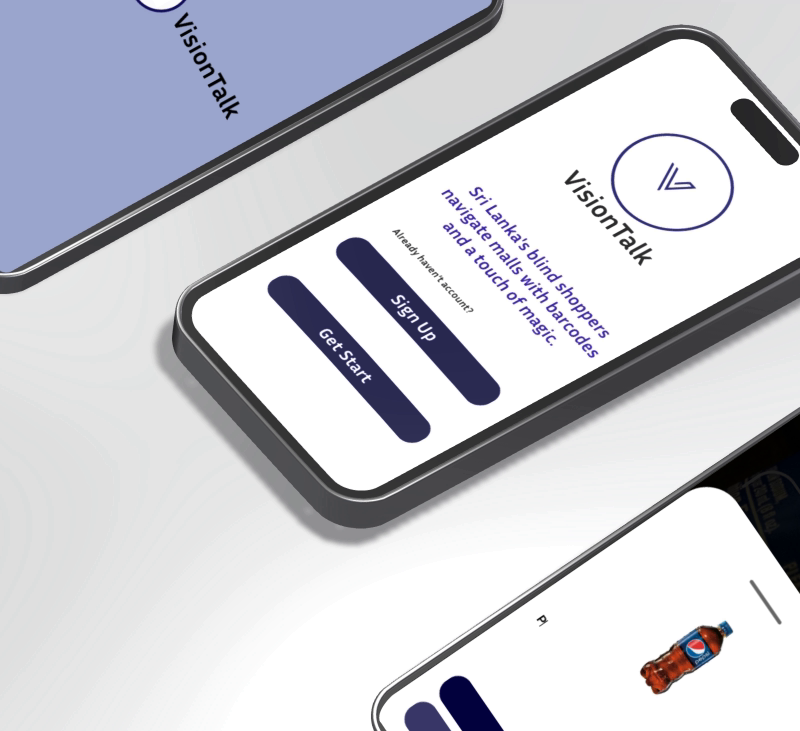 VisionTalk
VisionTalk
Sri Lanka's blind shoppers
navigate malls with barcodes
and a touch of magic.
Already haven't account?
Sign Up
Get Start
pepsi